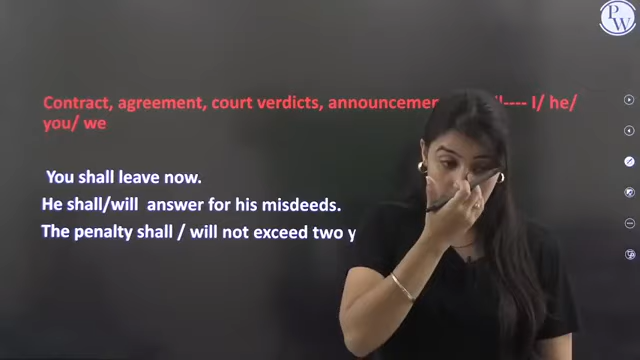 PW
Contract, agreement, court verdicts, announcemen ---- I/ he/
you/ we
You shall leave now.
He shall/will answer for his misdeeds.
The penalty shall / will not exceed two y